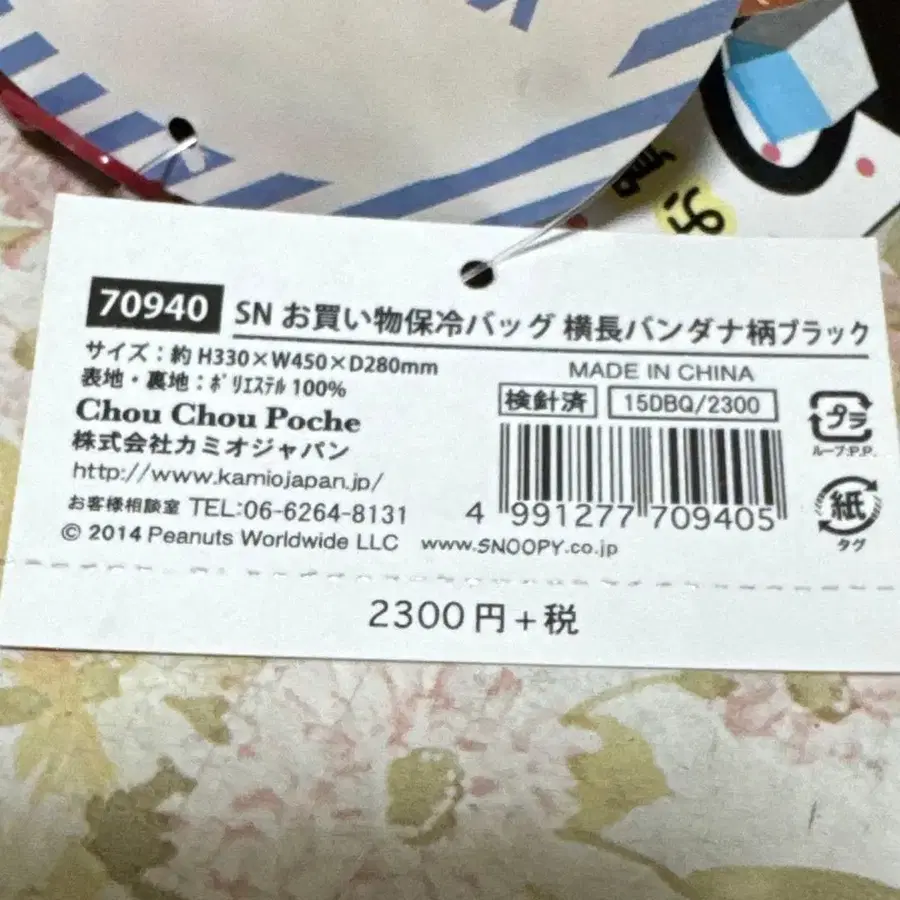 70940 SN お買い物保冷バッグ 横長バンダナ柄ブラック
サイズ：約 H330×W450×D280mm
表地・裏地：ﾎﾟﾘｴｽﾃﾙ 100%
Chou Chou Poche
株式会社カミオジャパン
http://www.kamiojapan.jp/
お客様相談室 TEL:06-6264-8131
© 2014 Peanuts Worldwide LLC www.SNOOPY.co.jp
MADE IN CHINA
検針済 15DBQ/2300
4 991277 709405
プラ
ループ:P.P.
紙
タグ
2300円+税